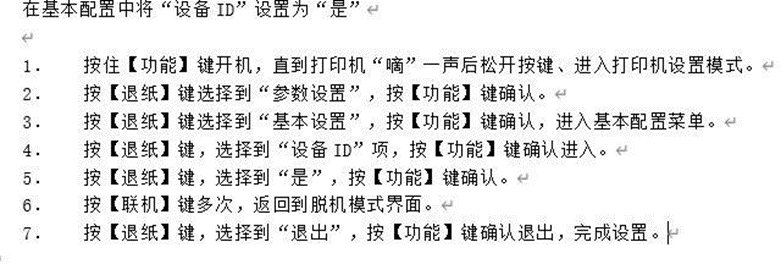 在基本配置中将“设备 ID”设置为“是”
1. 按住【功能】键开机，直到打印机“嘀”一声后松开按键、进入打印机设置模式。
2. 按【退纸】键选择到“参数设置”，按【功能】键确认。
3. 按【退纸】键选择到“基本设置”，按【功能】键确认，进入基本配置菜单。
4. 按【退纸】键，选择到“设备 ID”项，按【功能】键确认进入。
5. 按【退纸】键，选择到“是”，按【功能】键确认。
6. 按【联机】键多次，返回到脱机模式界面。
7. 按【退纸】键，选择到“退出”，按【功能】键确认退出，完成设置。